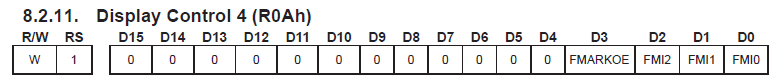 8.2.11. Display Control 4 (R0Ah)
R/W RS D15 D14 D13 D12 D11 D10 D9 D8 D7 D6 D5 D4 D3 D2 D1 D0
W 1 0 0 0 0 0 0 0 0 0 0 0 0 FMARKOE FMI2 FMI1 FMI0